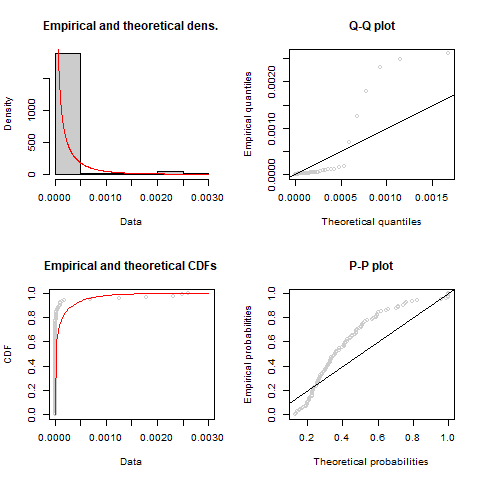 Empirical and theoretical dens.
Density
0 500 1000
0.0000 0.0010 0.0020 0.0030
Data
Q-Q plot
Empirical quantiles
0.0000 0.0010 0.0020
0.0000 0.0005 0.0010 0.0015
Theoretical quantiles
Empirical and theoretical CDFs
CDF
0.0 0.2 0.4 0.6 0.8 1.0
0.0000 0.0010 0.0020 0.0030
Data
P-P plot
Empirical probabilities
0.0 0.2 0.4 0.6 0.8 1.0
0.2 0.4 0.6 0.8 1.0
Theoretical probabilities